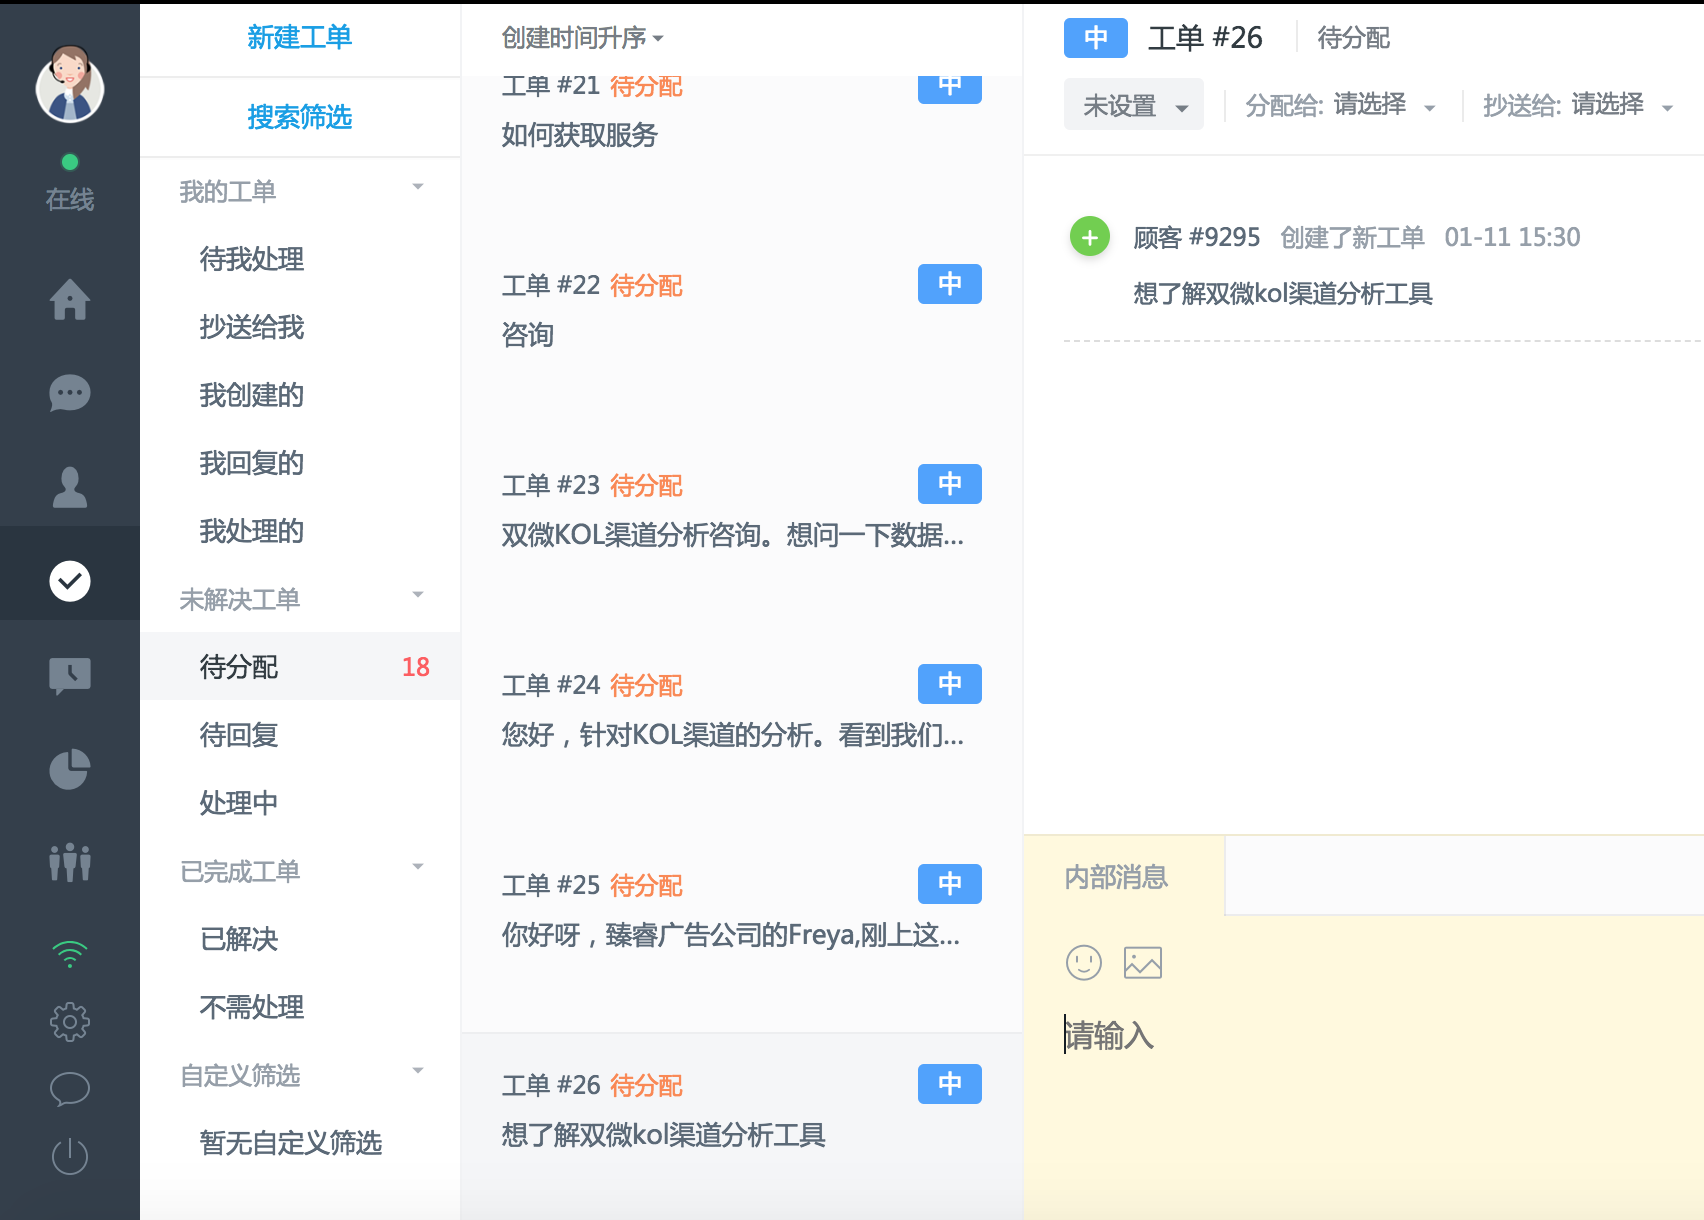 在线
新建工单
搜索筛选
我的工单
待我处理
抄送给我
我创建的
我回复的
我处理的
未解决工单
待分配 18
待回复
处理中
已完成工单
已解决
不需处理
自定义筛选
暂无自定义筛选
创建时间升序
工单 #21 待分配 中
如何获取服务
工单 #22 待分配 中
咨询
工单 #23 待分配 中
双微KOL渠道分析咨询。想问一下数据...
工单 #24 待分配 中
您好，针对KOL渠道的分析。看到我们...
工单 #25 待分配 中
你好呀，臻睿广告公司的Freya,刚上这...
工单 #26 待分配 中
想了解双微kol渠道分析工具
中 工单 #26 待分配
未设置 分配给: 请选择 抄送给: 请选择
顾客 #9295 创建了新工单 01-11 15:30
想了解双微kol渠道分析工具
内部消息
请输入